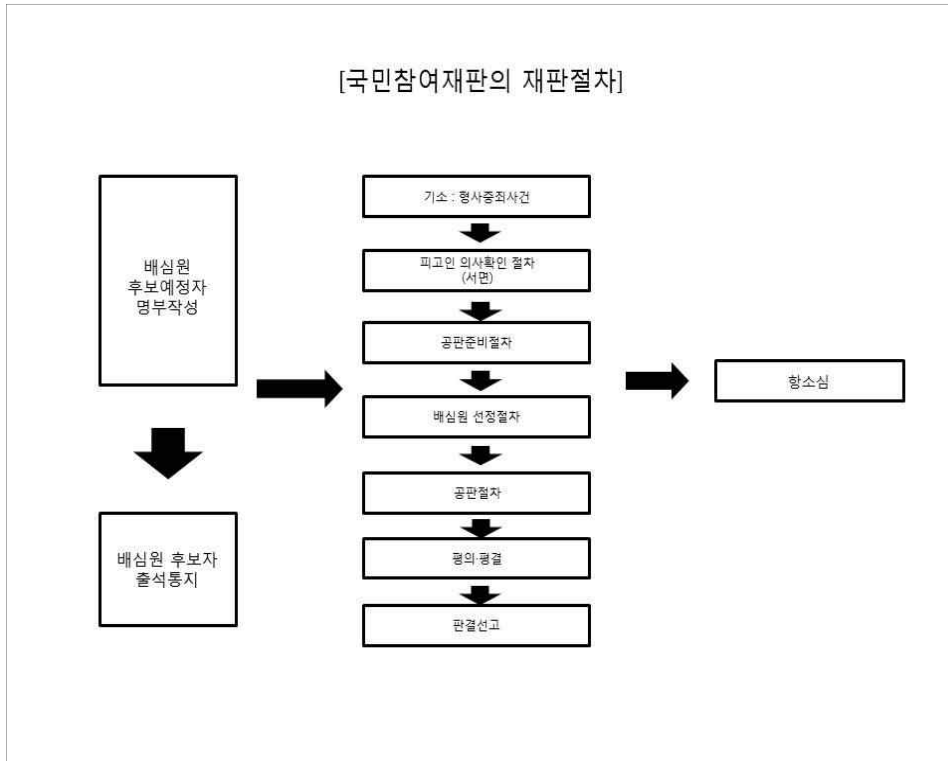 [국민참여재판의 재판절차]
배심원
후보예정자
명부작성
배심원 후보자
출석통지
기소 : 형사중죄사건
피고인 의사확인 절차
(서면)
공판준비절차
배심원 선정절차
공판절차
평의·평결
판결선고
항소심